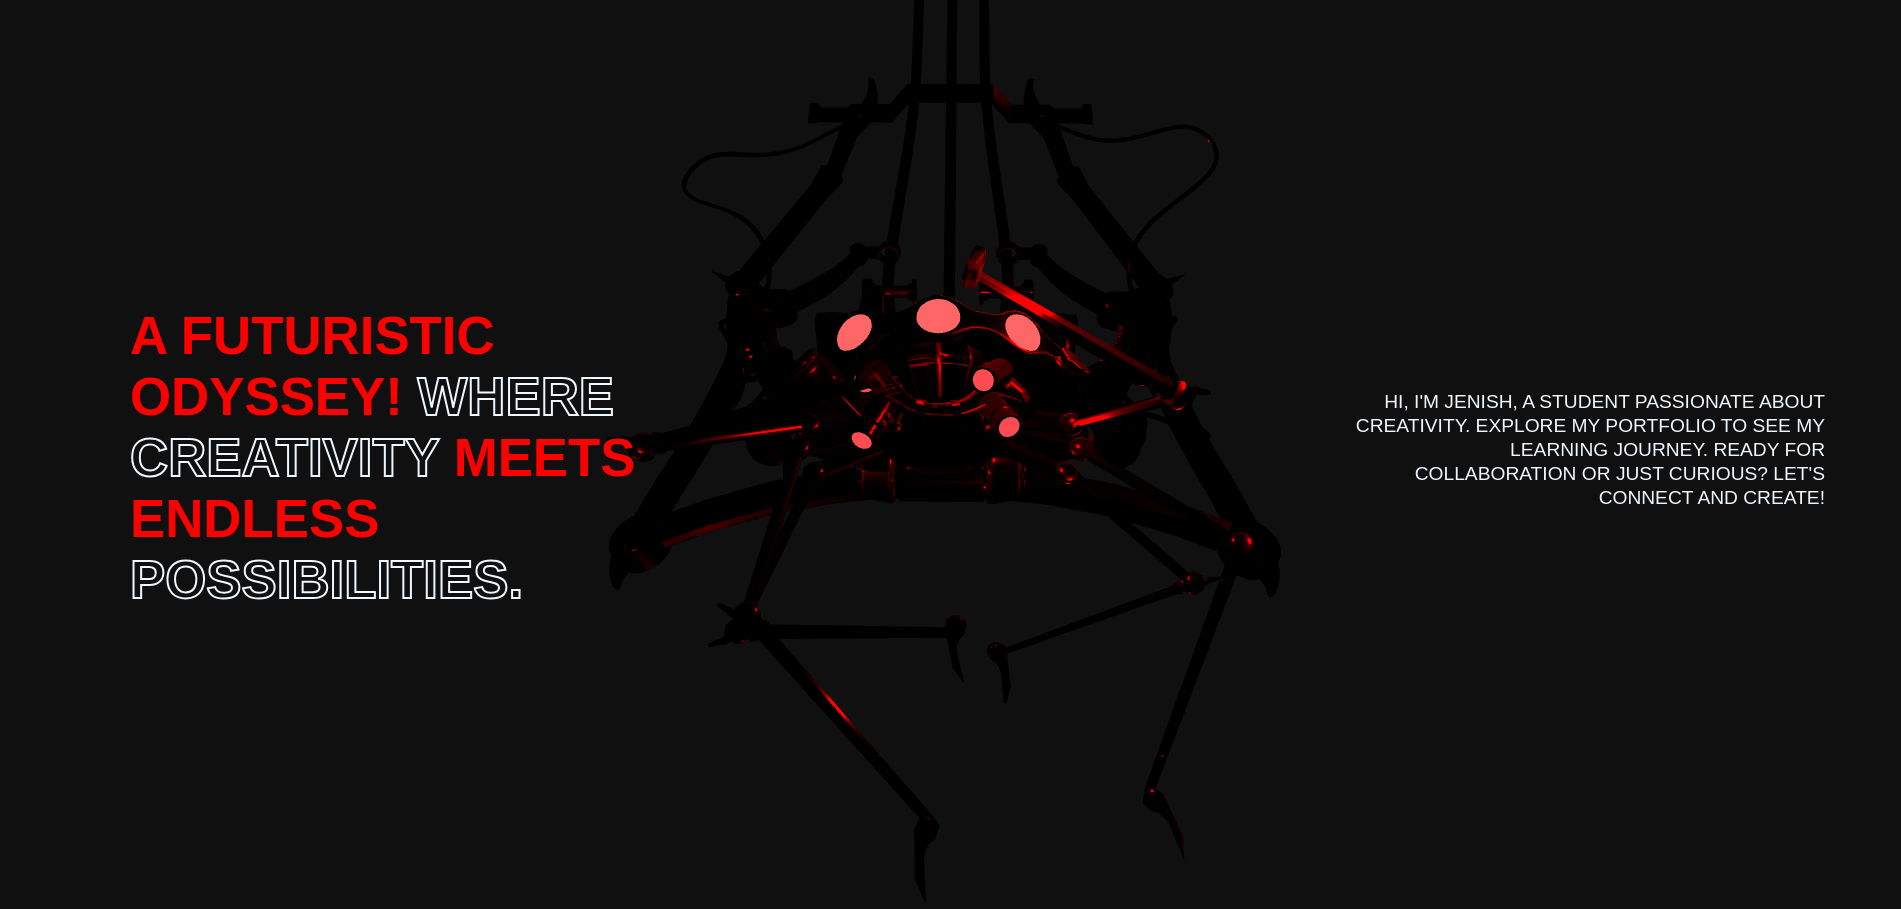 A FUTURISTIC
ODYSSEY! WHERE
CREATIVITY MEETS
ENDLESS
POSSIBILITIES.
HI, I'M JENISH, A STUDENT PASSIONATE ABOUT
CREATIVITY. EXPLORE MY PORTFOLIO TO SEE MY
LEARNING JOURNEY. READY FOR
COLLABORATION OR JUST CURIOUS? LET'S
CONNECT AND CREATE!